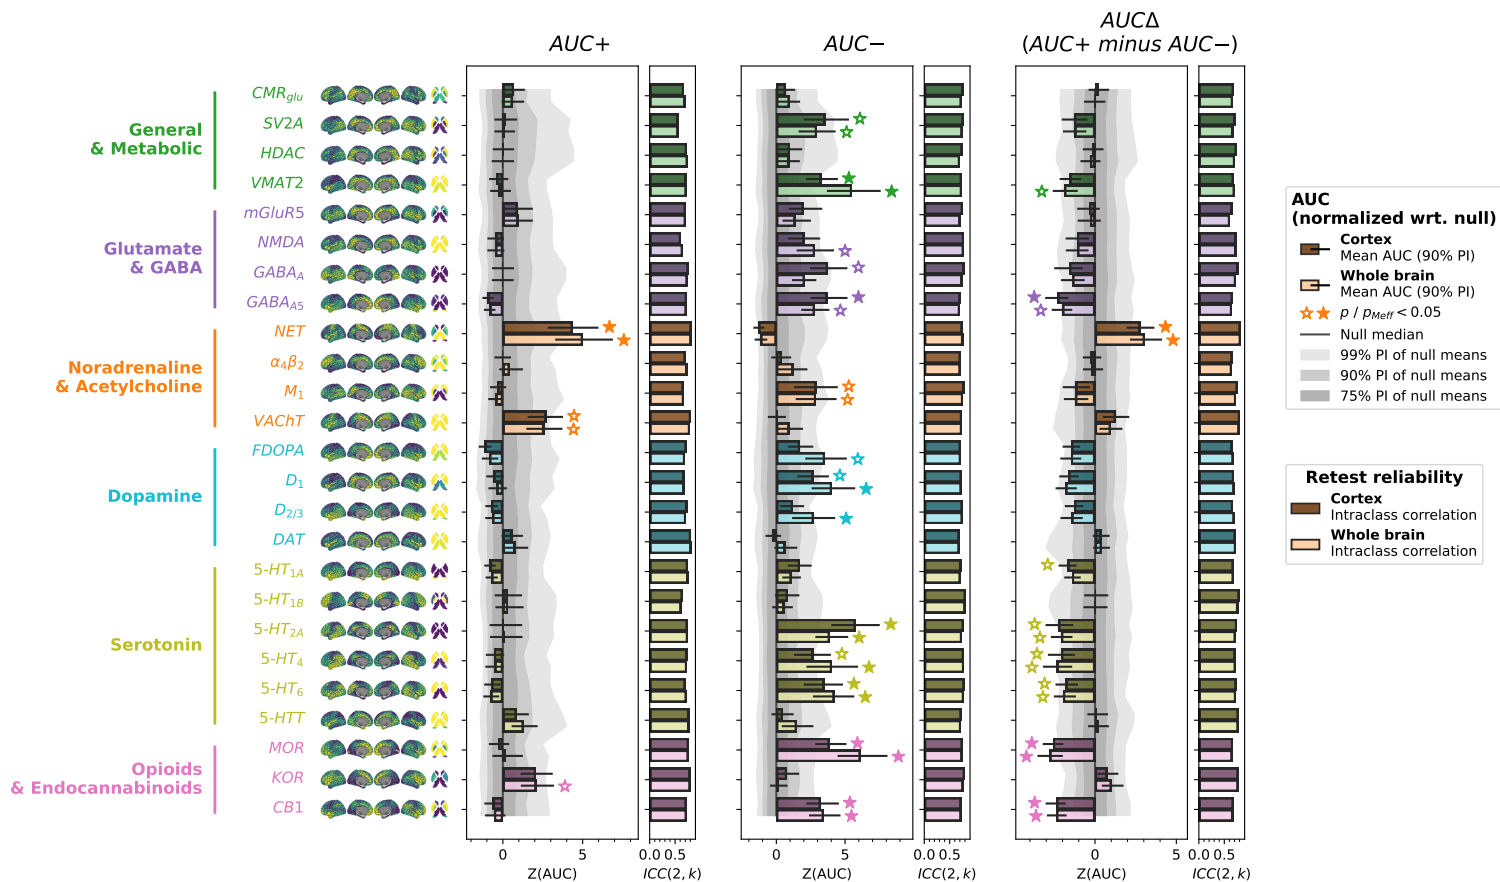 AUC+
AUC−
AUCΔ
(AUC+ minus AUC−)
General
& Metabolic
CMRglu
SV2A
HDAC
VMAT2
Glutamate
& GABA
mGluR5
NMDA
GABAA
GABAA5
Noradrenaline
& Acetylcholine
NET
α4β2
M1
VAChT
Dopamine
FDOPA
D1
D2/3
DAT
Serotonin
5-HT1A
5-HT1B
5-HT2A
5-HT4
5-HT6
5-HTT
Opioids
& Endocannabinoids
MOR
KOR
CB1
0 5
Z(AUC)
0.0 0.5
ICC(2, k)
0 5
Z(AUC)
0.0 0.5
ICC(2, k)
0 5
Z(AUC)
0.0 0.5
ICC(2, k)
AUC
(normalized wrt. null)
Cortex
Mean AUC (90% PI)
Whole brain
Mean AUC (90% PI)
p / pMeff < 0.05
Null median
99% PI of null means
90% PI of null means
75% PI of null means
Retest reliability
Cortex
Intraclass correlation
Whole brain
Intraclass correlation